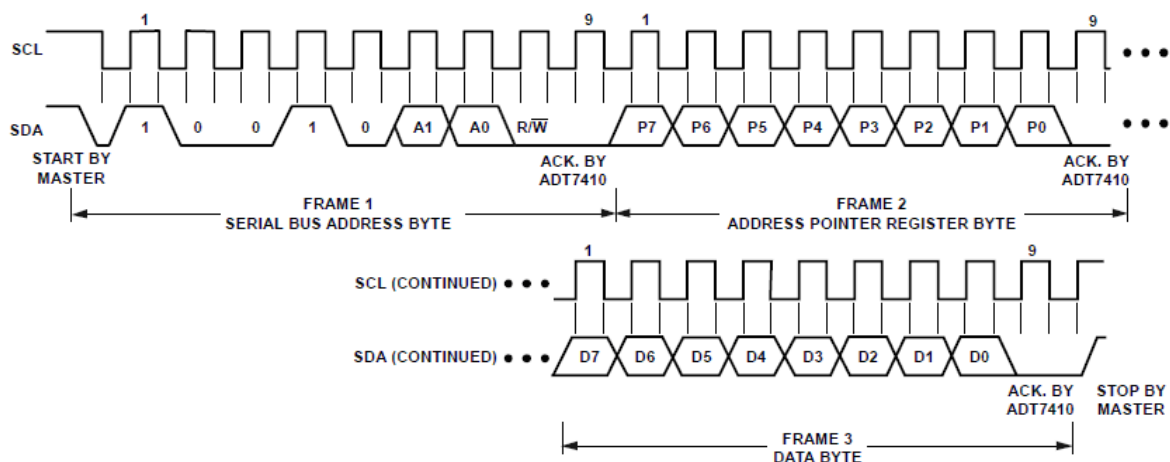 1 9 1 9
SCL
SDA 1 0 0 1 0 A1 A0 R/W̅ P7 P6 P5 P4 P3 P2 P1 P0
START BY MASTER
ACK. BY ADT7410
ACK. BY ADT7410
FRAME 1
SERIAL BUS ADDRESS BYTE
FRAME 2
ADDRESS POINTER REGISTER BYTE
1 9
SCL (CONTINUED)
SDA (CONTINUED) D7 D6 D5 D4 D3 D2 D1 D0
ACK. BY ADT7410
STOP BY MASTER
FRAME 3
DATA BYTE